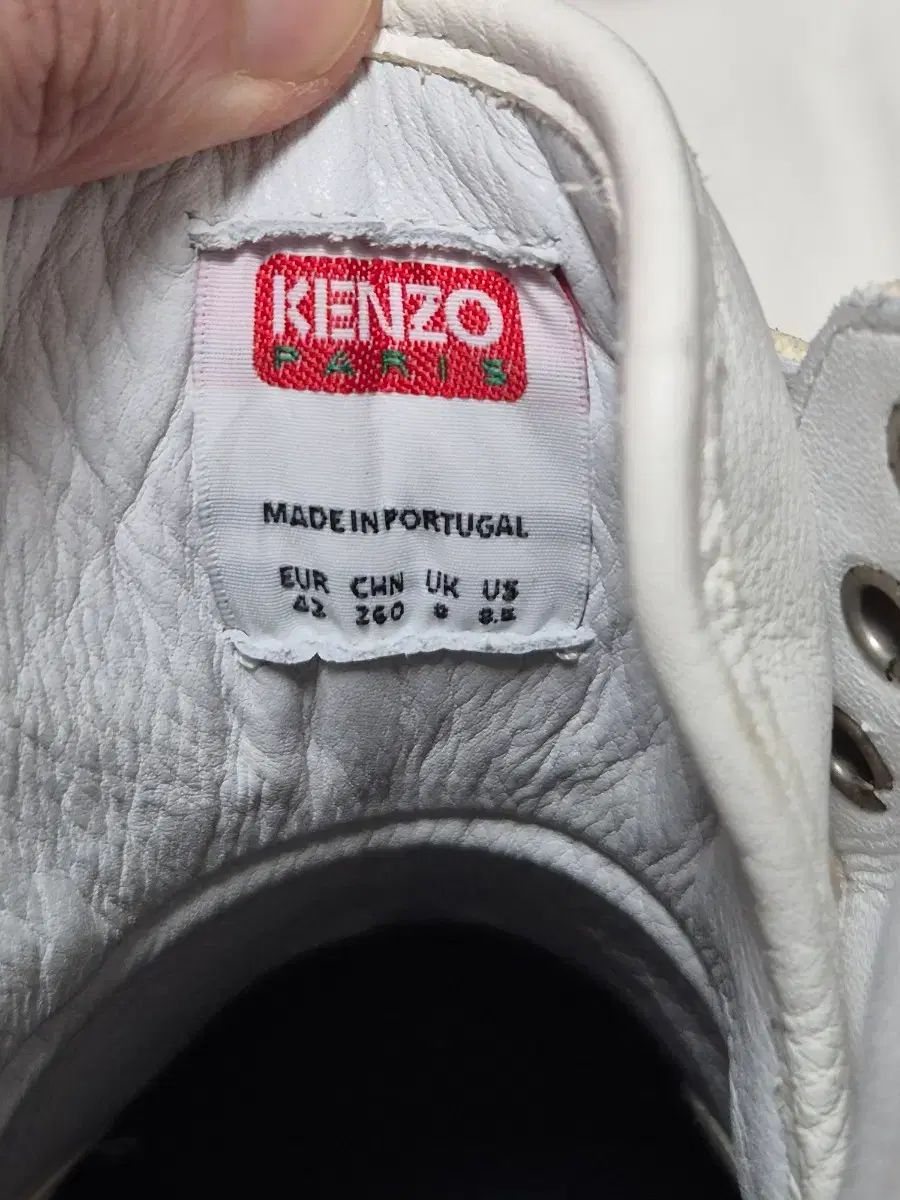 KENZO
PARIS
MADE IN PORTUGAL
EUR CHN UK US
42 260 8 8.5